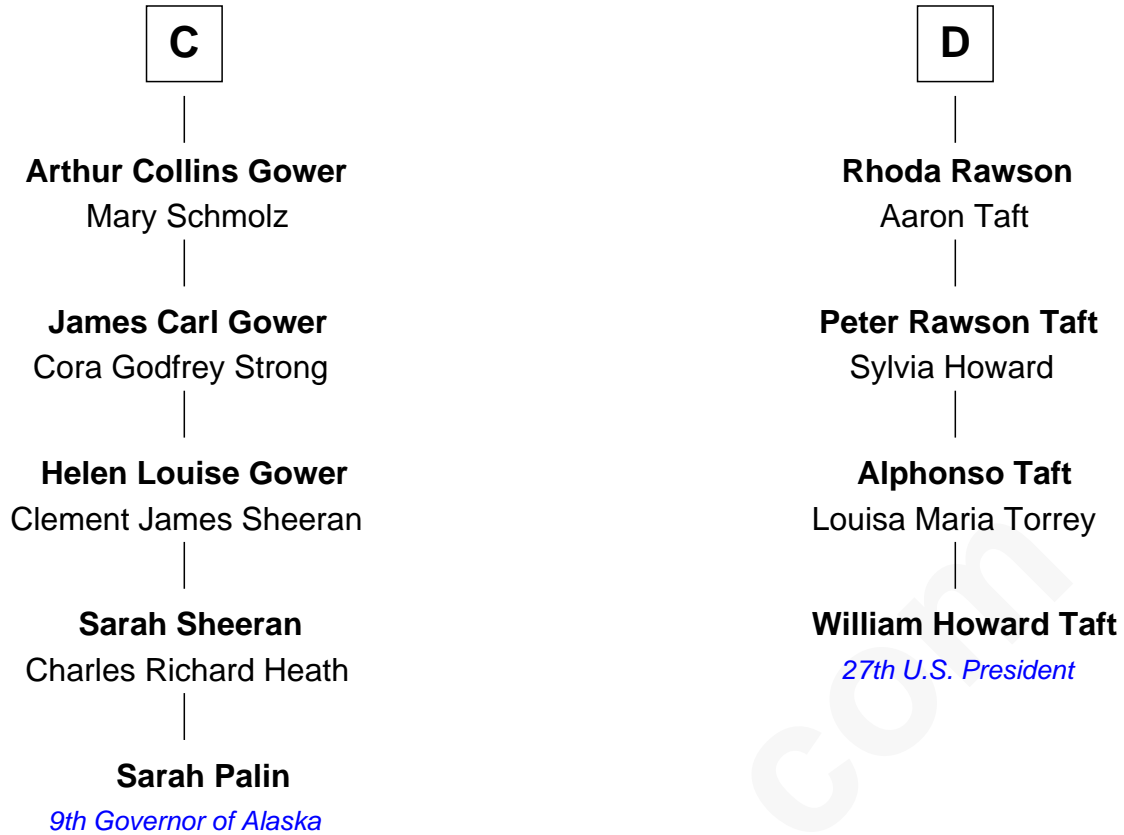 C
Arthur Collins Gower
Mary Schmolz
James Carl Gower
Cora Godfrey Strong
Helen Louise Gower
Clement James Sheeran
Sarah Sheeran
Charles Richard Heath
Sarah Palin
9th Governor of Alaska
D
Rhoda Rawson
Aaron Taft
Peter Rawson Taft
Sylvia Howard
Alphonso Taft
Louisa Maria Torrey
William Howard Taft
27th U.S. President
com